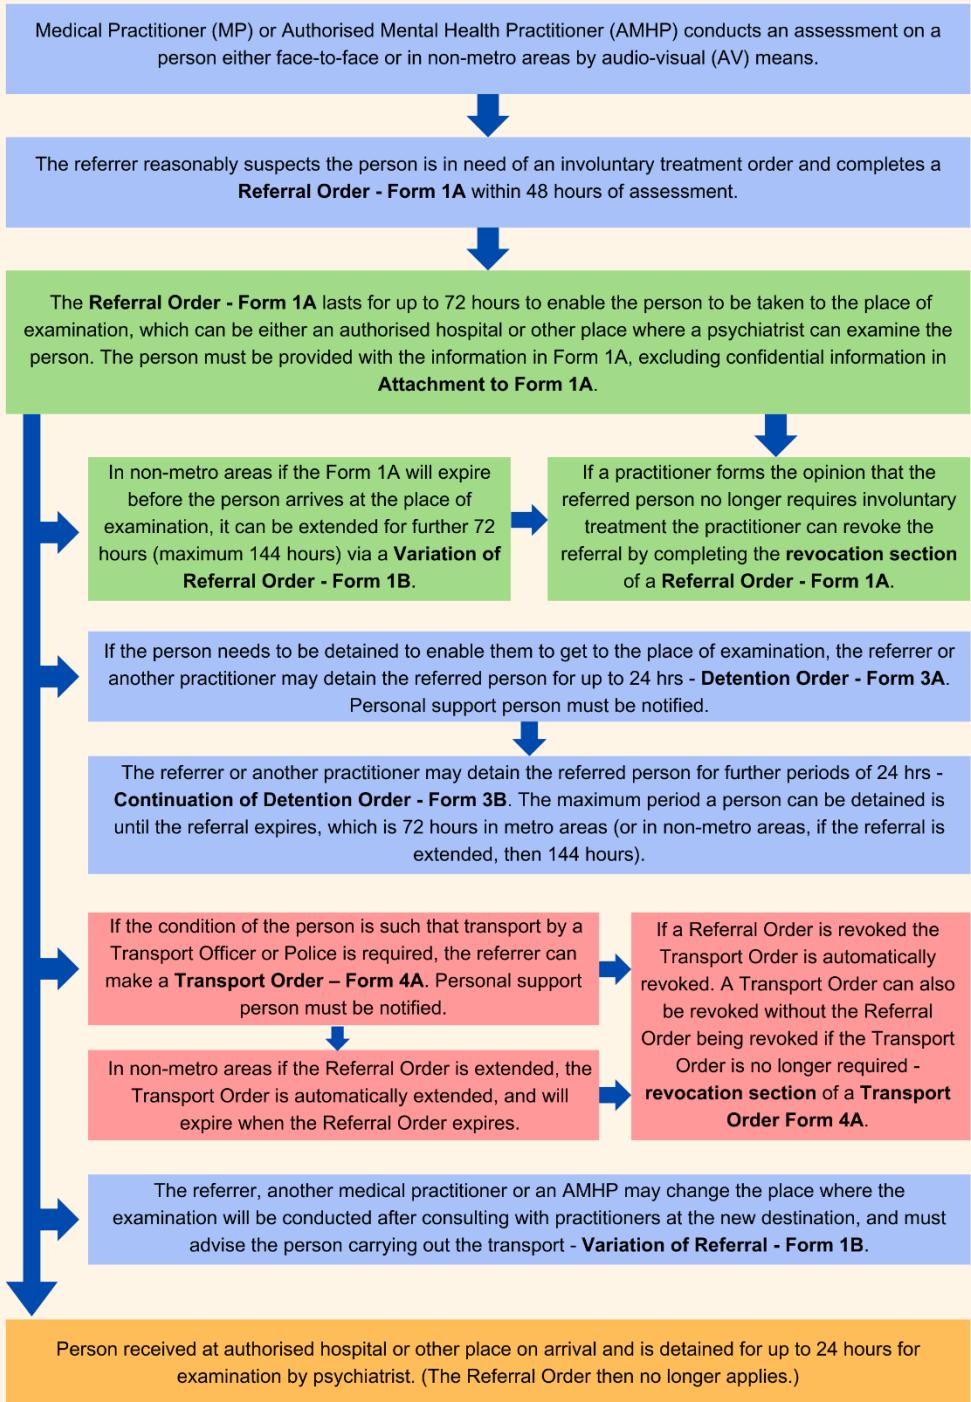 Medical Practitioner (MP) or Authorised Mental Health Practitioner (AMHP) conducts an assessment on a
person either face-to-face or in non-metro areas by audio-visual (AV) means.
The referrer reasonably suspects the person is in need of an involuntary treatment order and completes a
Referral Order - Form 1A within 48 hours of assessment.
The Referral Order - Form 1A lasts for up to 72 hours to enable the person to be taken to the place of
examination, which can be either an authorised hospital or other place where a psychiatrist can examine the
person. The person must be provided with the information in Form 1A, excluding confidential information in
Attachment to Form 1A.
In non-metro areas if the Form 1A will expire
before the person arrives at the place of
examination, it can be extended for further 72
hours (maximum 144 hours) via a Variation of
Referral Order - Form 1B.
If a practitioner forms the opinion that the
referred person no longer requires involuntary
treatment the practitioner can revoke the
referral by completing the revocation section
of a Referral Order - Form 1A.
If the person needs to be detained to enable them to get to the place of examination, the referrer or
another practitioner may detain the referred person for up to 24 hrs - Detention Order - Form 3A.
Personal support person must be notified.
The referrer or another practitioner may detain the referred person for further periods of 24 hrs -
Continuation of Detention Order - Form 3B. The maximum period a person can be detained is
until the referral expires, which is 72 hours in metro areas (or in non-metro areas, if the referral is
extended, then 144 hours).
If the condition of the person is such that transport by a
Transport Officer or Police is required, the referrer can
make a Transport Order – Form 4A. Personal support
person must be notified.
In non-metro areas if the Referral Order is extended, the
Transport Order is automatically extended, and will
expire when the Referral Order expires.
If a Referral Order is revoked the
Transport Order is automatically
revoked. A Transport Order can also
be revoked without the Referral
Order being revoked if the Transport
Order is no longer required -
revocation section of a Transport
Order Form 4A.
The referrer, another medical practitioner or an AMHP may change the place where the
examination will be conducted after consulting with practitioners at the new destination, and must
advise the person carrying out the transport - Variation of Referral - Form 1B.
Person received at authorised hospital or other place on arrival and is detained for up to 24 hours for
examination by psychiatrist. (The Referral Order then no longer applies.)